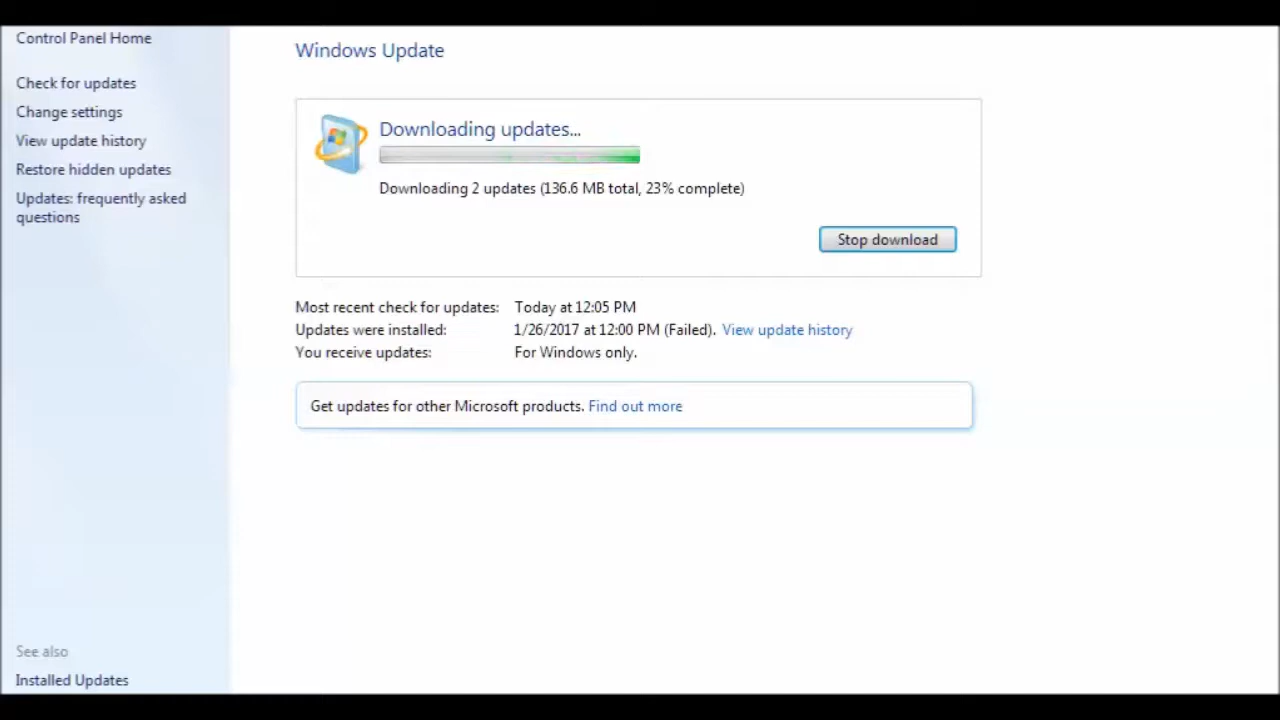 Control Panel Home
Check for updates
Change settings
View update history
Restore hidden updates
Updates: frequently asked
questions
See also
Installed Updates
Windows Update
Downloading updates...
Downloading 2 updates (136.6 MB total, 23% complete)
Stop download
Most recent check for updates: Today at 12:05 PM
Updates were installed: 1/26/2017 at 12:00 PM (Failed). View update history
You receive updates: For Windows only.
Get updates for other Microsoft products. Find out more